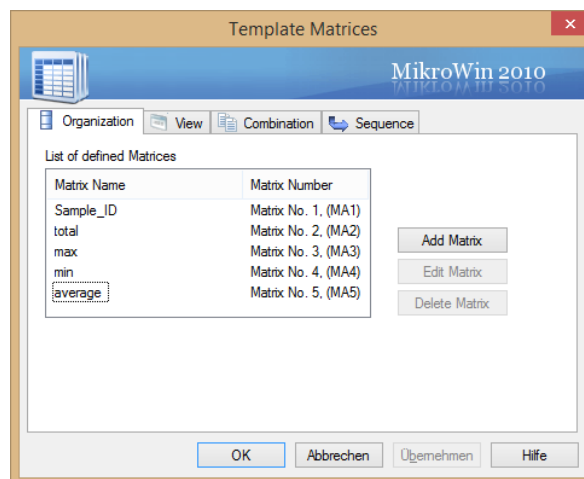 Template Matrices
MikroWin 2010
Organization View Combination Sequence
List of defined Matrices
Matrix Name Matrix Number
Sample_ID Matrix No. 1, (MA1)
total Matrix No. 2, (MA2)
max Matrix No. 3, (MA3)
min Matrix No. 4, (MA4)
average Matrix No. 5, (MA5)
Add Matrix
Edit Matrix
Delete Matrix
OK Abbrechen Übernehmen Hilfe